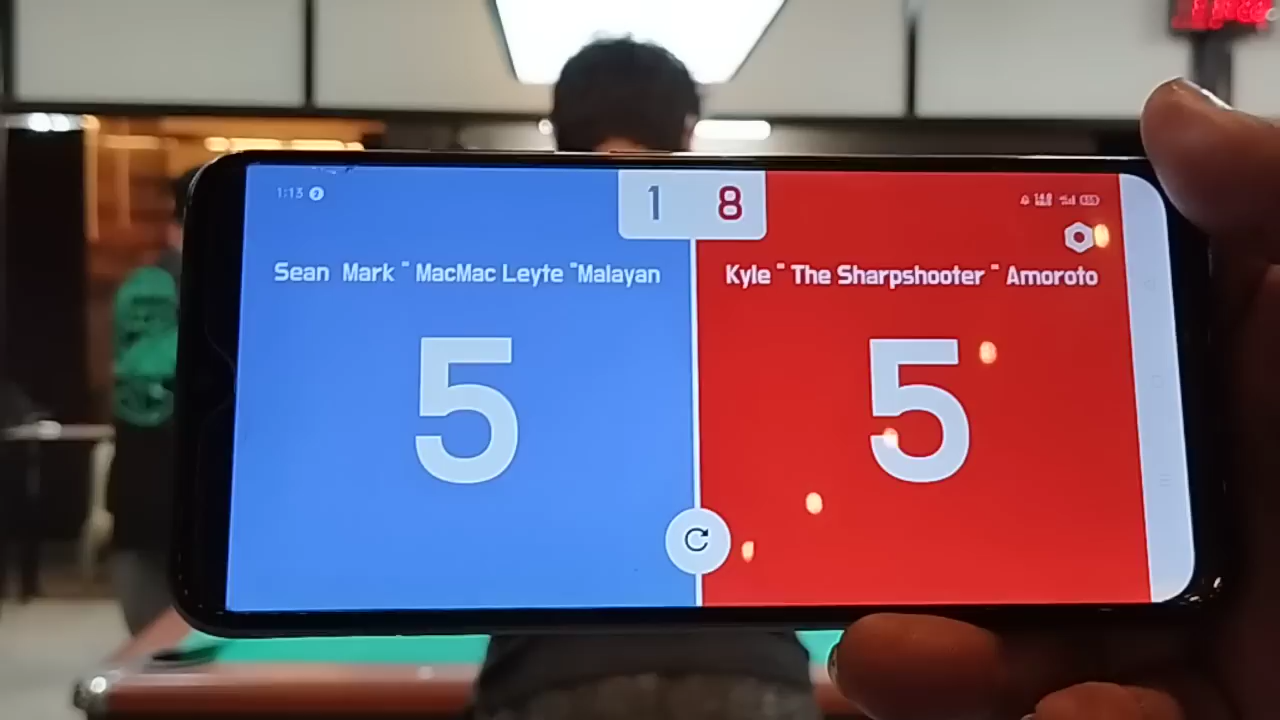 1:13
1 8
Sean Mark " MacMac Leyte "Malayan
Kyle " The Sharpshooter " Amoroto
5
5